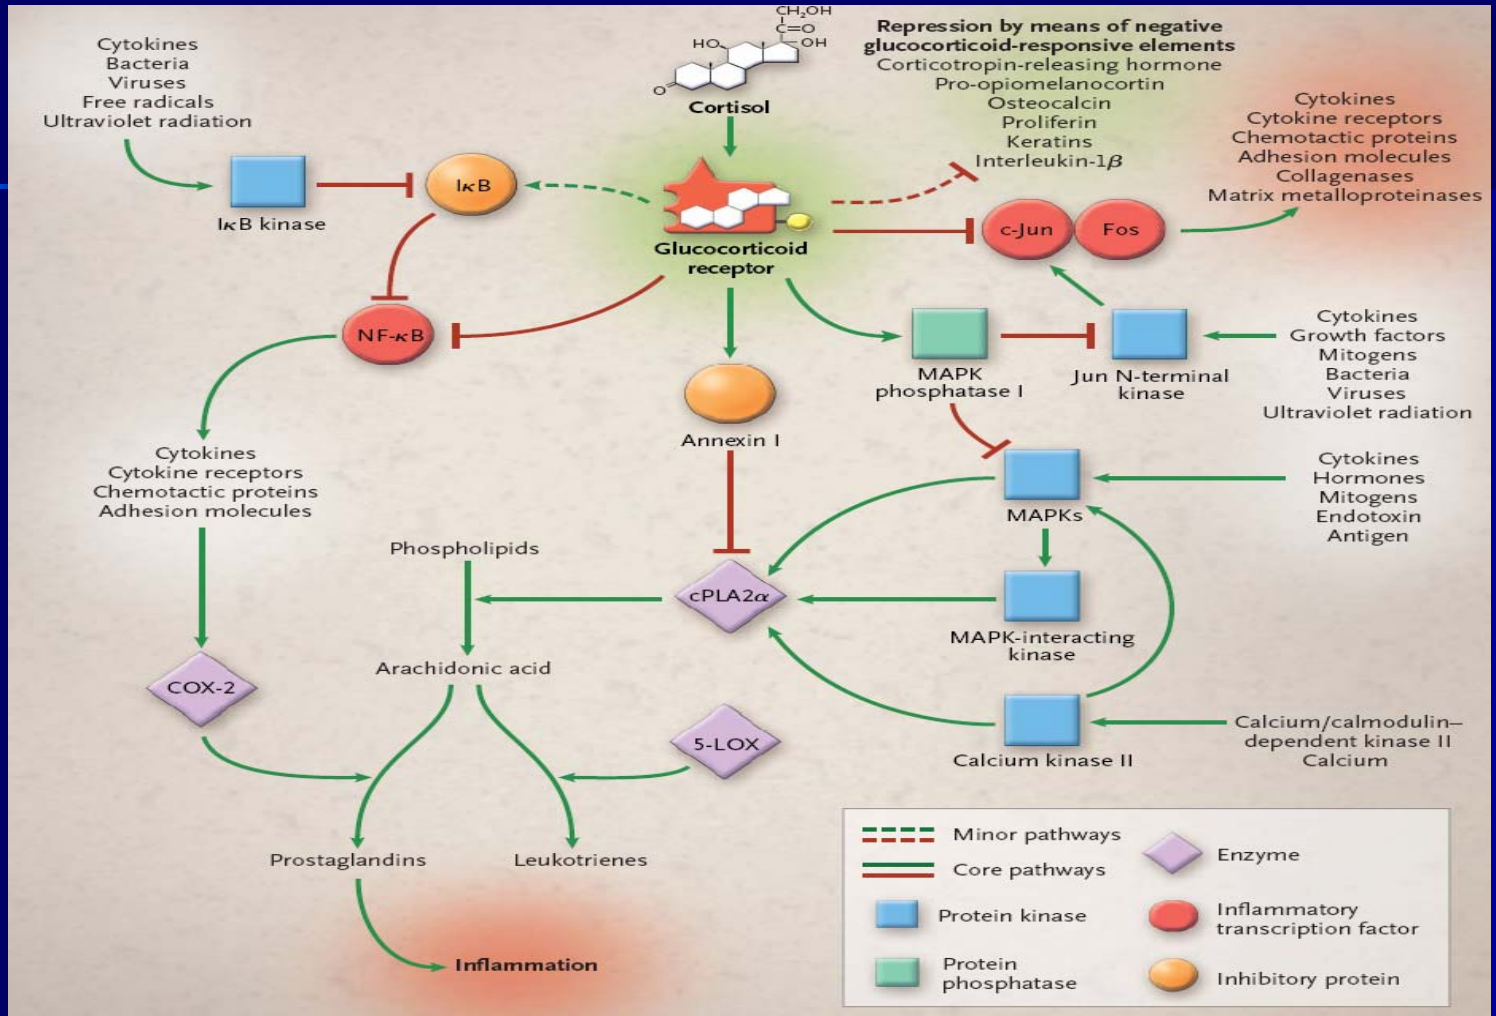 Cytokines
Bacteria
Viruses
Free radicals
Ultraviolet radiation
CH₂OH
C=O
HO
OH
O
Cortisol
Repression by means of negative
glucocorticoid-responsive elements
Corticotropin-releasing hormone
Pro-opiomelanocortin
Osteocalcin
Proliferin
Keratins
Interleukin-1β
Cytokines
Cytokine receptors
Chemotactic proteins
Adhesion molecules
Collagenases
Matrix metalloproteinases
IκB kinase
IκB
Glucocorticoid
receptor
c-Jun
Fos
NF-κB
MAPK
phosphatase I
Jun N-terminal
kinase
Cytokines
Growth factors
Mitogens
Bacteria
Viruses
Ultraviolet radiation
Annexin I
Cytokines
Cytokine receptors
Chemotactic proteins
Adhesion molecules
MAPKs
Cytokines
Hormones
Mitogens
Endotoxin
Antigen
Phospholipids
cPLA2α
MAPK-interacting
kinase
Arachidonic acid
COX-2
5-LOX
Calcium kinase II
Calcium/calmodulin–
dependent kinase II
Calcium
Prostaglandins
Leukotrienes
Inflammation
Minor pathways
Core pathways
Protein kinase
Protein
phosphatase
Enzyme
Inflammatory
transcription factor
Inhibitory protein